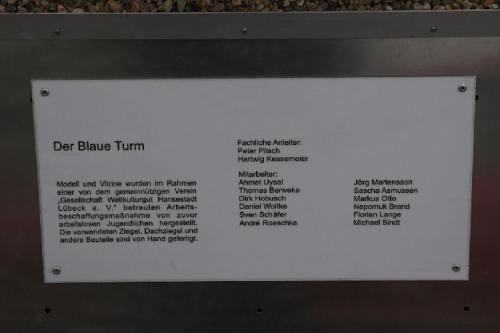 Der Blaue Turm
Modell und Vitrine wurden im Rahmen
einer von dem gemeinnützigen Verein
„Gesellschaft Weltkulturgut Hansestadt
Lübeck e. V.“ betreuten Arbeits-
beschaffungsmaßnahme von zuvor
arbeitslosen Jugendlichen hergestellt.
Die verwendeten Ziegel, Dachziegel und
andere Bauteile sind von Hand gefertigt.
Fachliche Anleiter:
Peter Pitsch
Hartwig Kessemeier
Mitarbeiter:
Ahmet Uysal
Thomas Berweke
Dirk Hobusch
Daniel Woitke
Sven Schäfer
André Roeschke
Jörg Martensson
Sascha Asmussen
Markus Otto
Nepomuk Brand
Florian Lange
Michael Sindt